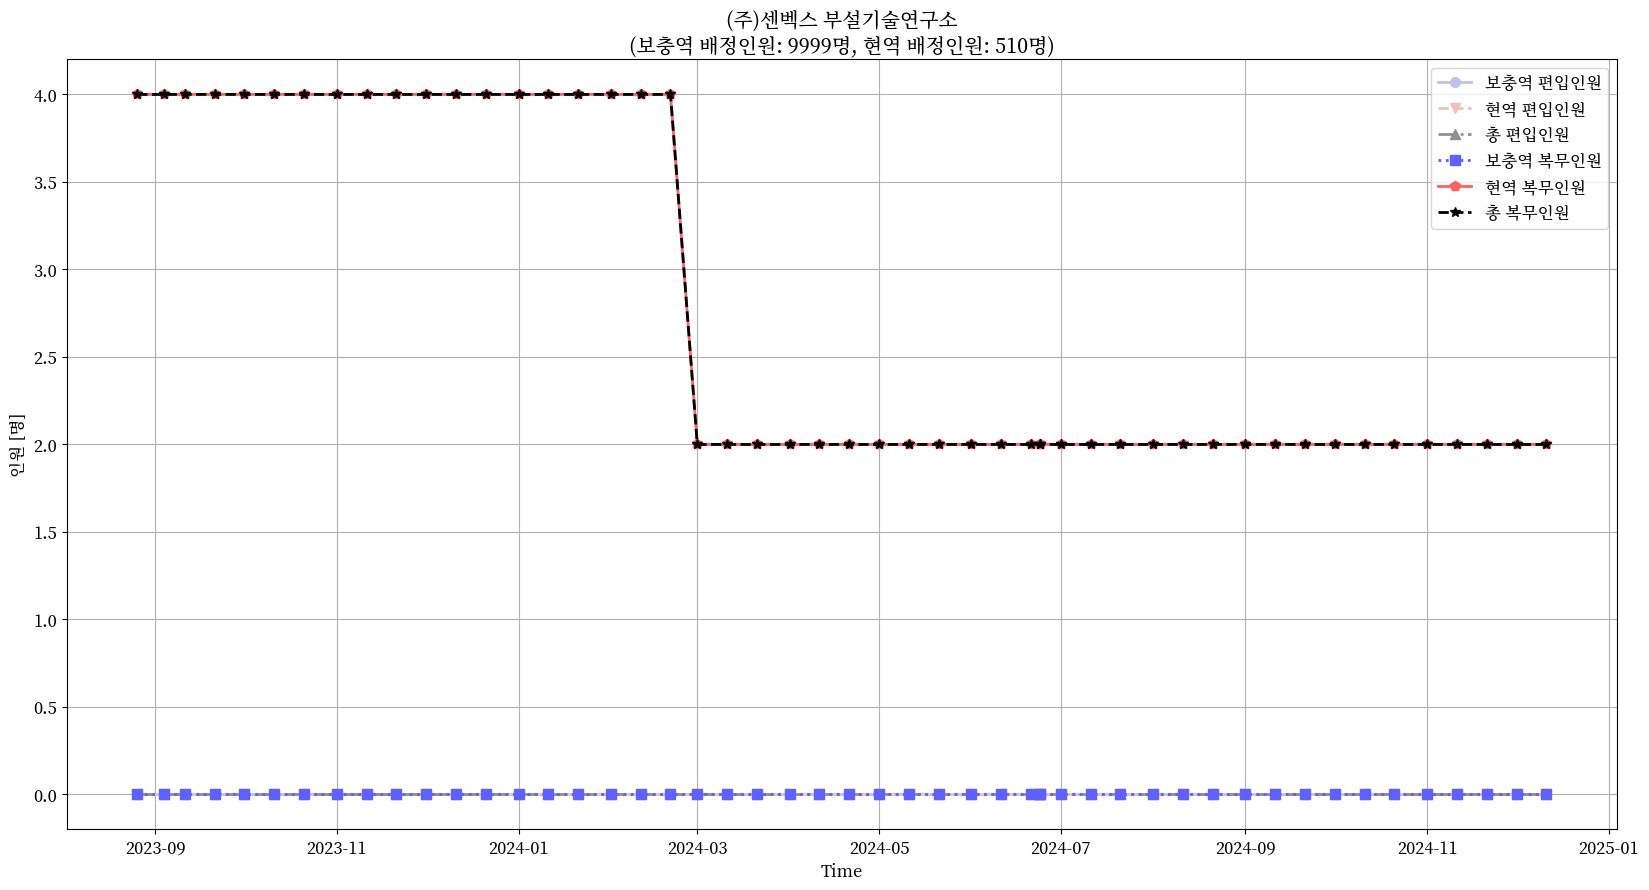 (주)센벡스 부설기술연구소
(보충역 배정인원: 9999명, 현역 배정인원: 510명)
보충역 편입인원
현역 편입인원
총 편입인원
보충역 복무인원
현역 복무인원
총 복무인원
4.0
3.5
3.0
2.5
2.0
1.5
1.0
0.5
0.0
인원 [명]
2023-09
2023-11
2024-01
2024-03
2024-05
2024-07
2024-09
2024-11
2025-01
Time